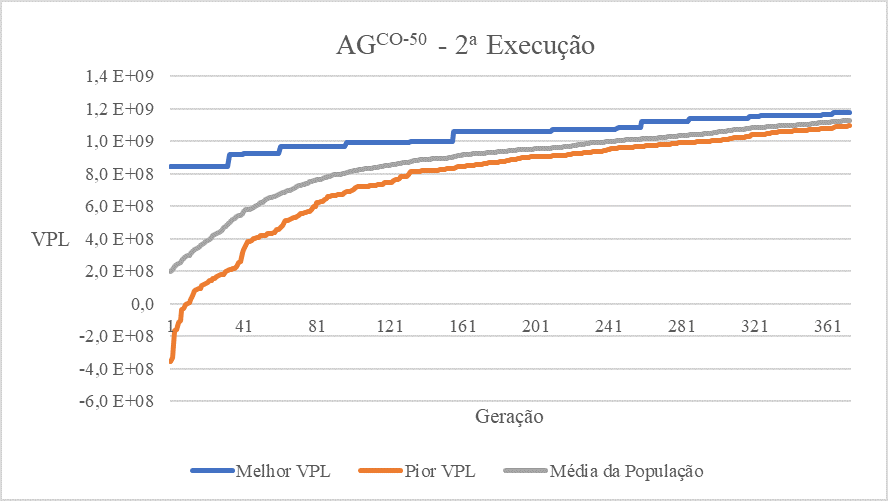 AGCO-50 - 2ª Execução
1,4 E+09
1,2 E+09
1,0 E+09
8,0 E+08
6,0 E+08
VPL
4,0 E+08
2,0 E+08
0,0
1 41 81 121 161 201 241 281 321 361
-2,0 E+08
-4,0 E+08
-6,0 E+08
Geração
Melhor VPL Pior VPL Média da População